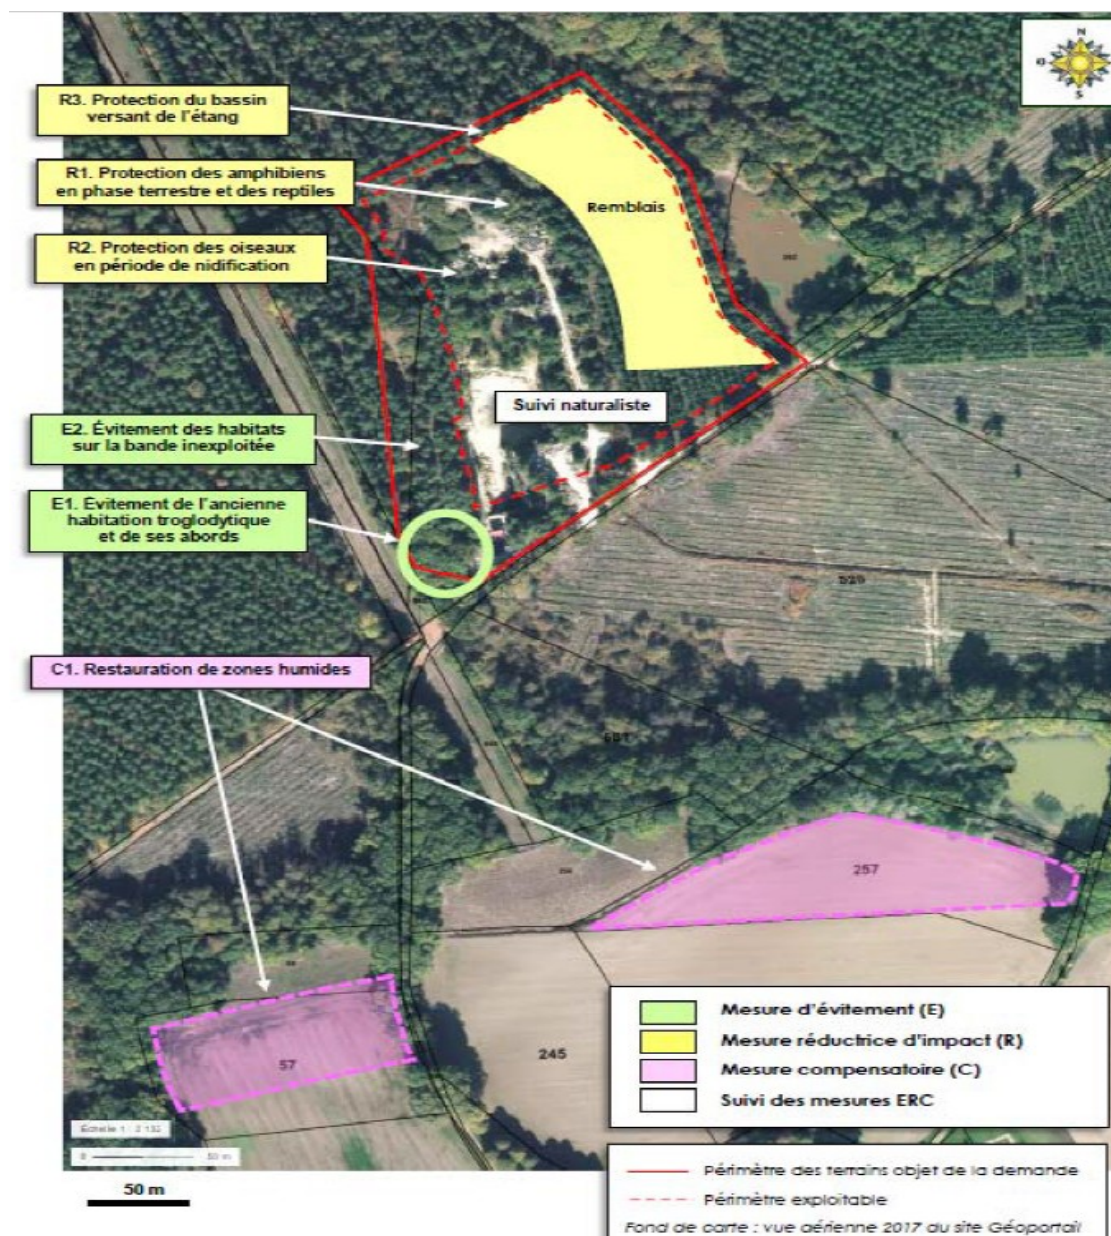 N
O
S
R3. Protection du bassin
versant de l'étang
R1. Protection des amphibiens
en phase terrestre et des reptiles
Remblais
R2. Protection des oiseaux
en période de nidification
Suivi naturaliste
E2. Évitement des habitats
sur la bande inexploitée
E1. Évitement de l'ancienne
habitation troglodytique
et de ses abords
C1. Restauration de zones humides
257
57
245
Mesure d'évitement (E)
Mesure réductrice d'impact (R)
Mesure compensatoire (C)
Suivi des mesures ERC
Échelle 1 :
0 50 m
50 m
Périmètre des terrains objet de la demande
Périmètre exploitable
Fond de carte : vue aérienne 2017 du site Géoportail